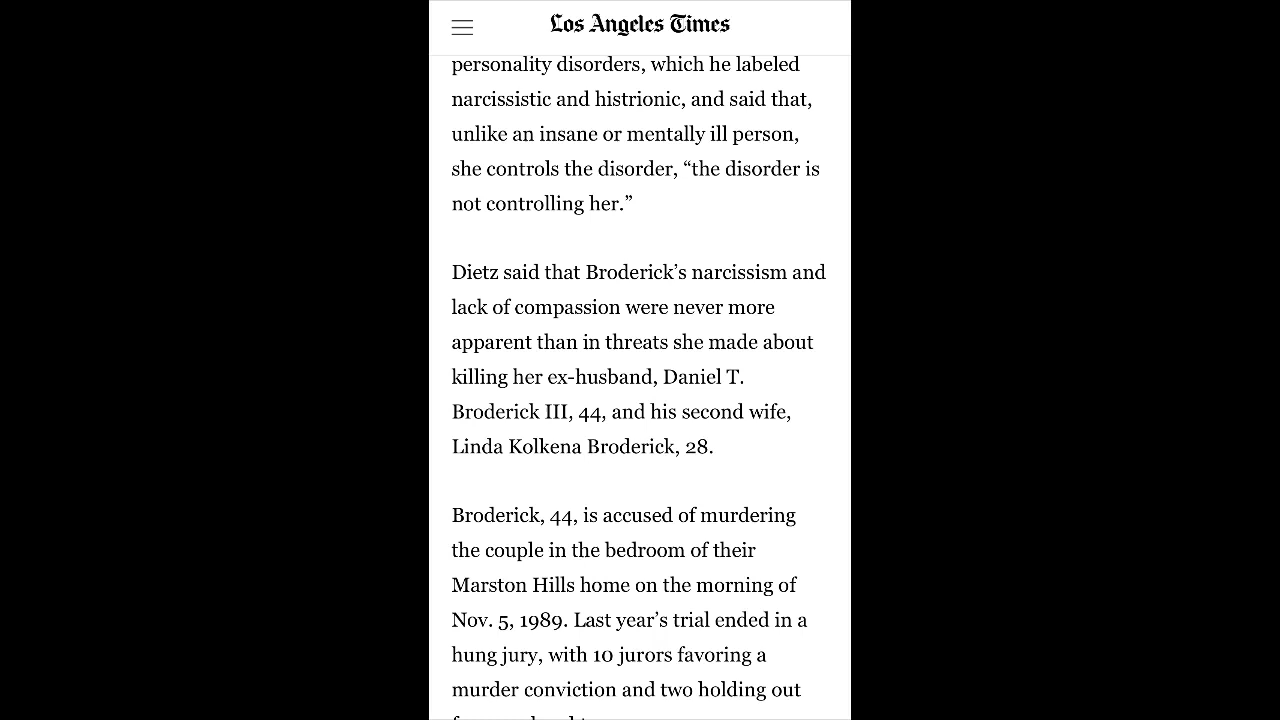 Los Angeles Times
personality disorders, which he labeled
narcissistic and histrionic, and said that,
unlike an insane or mentally ill person,
she controls the disorder, “the disorder is
not controlling her.”
Dietz said that Broderick’s narcissism and
lack of compassion were never more
apparent than in threats she made about
killing her ex-husband, Daniel T.
Broderick III, 44, and his second wife,
Linda Kolkena Broderick, 28.
Broderick, 44, is accused of murdering
the couple in the bedroom of their
Marston Hills home on the morning of
Nov. 5, 1989. Last year’s trial ended in a
hung jury, with 10 jurors favoring a
murder conviction and two holding out